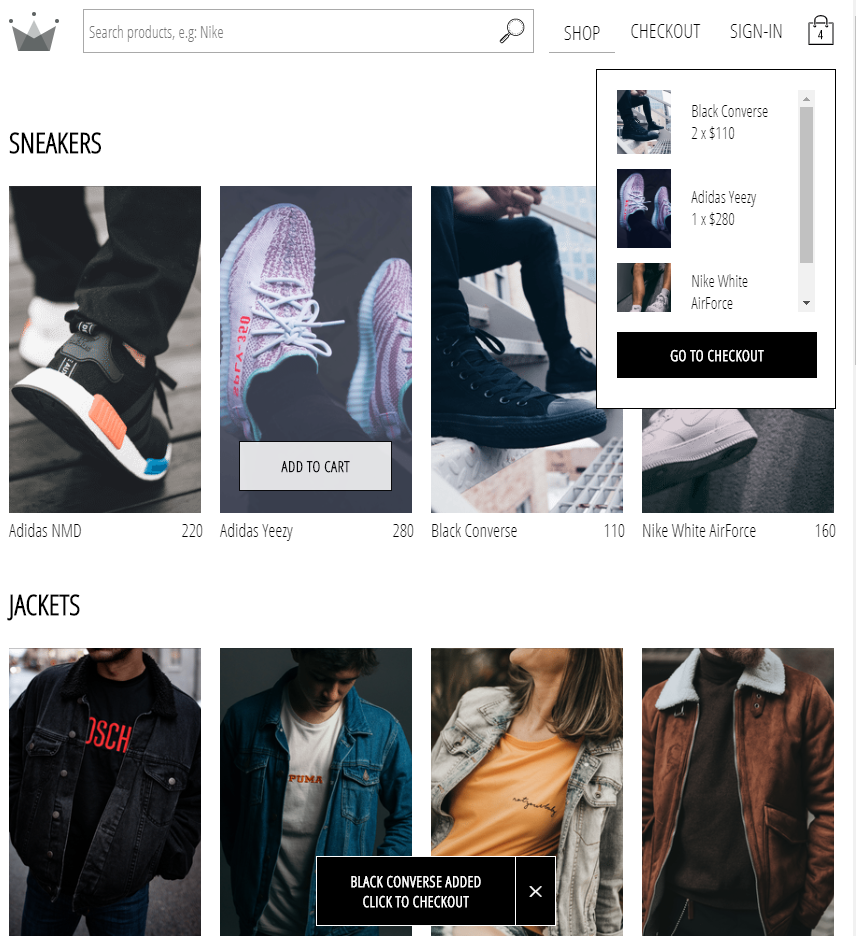 Search products, e.g: Nike
SHOP
CHECKOUT
SIGN-IN
4
Black Converse
2 x $110
Adidas Yeezy
1 x $280
Nike White
AirForce
GO TO CHECKOUT
SNEAKERS
ADD TO CART
Adidas NMD 220
Adidas Yeezy 280
Black Converse 110
Nike White AirForce 160
JACKETS
OSCH
PUMA
BLACK CONVERSE ADDED
CLICK TO CHECKOUT